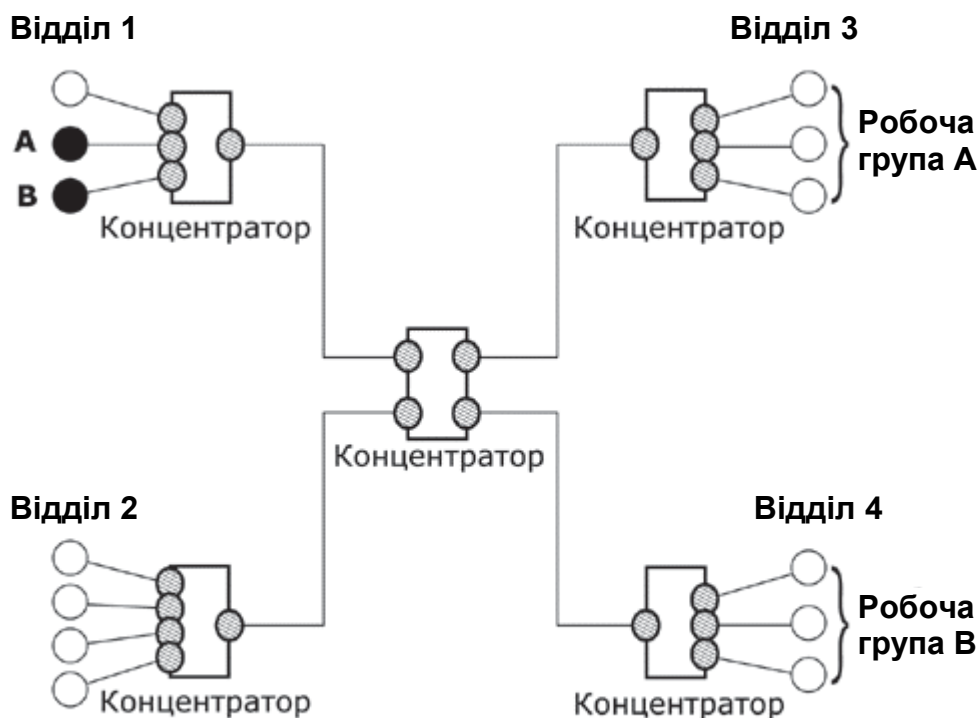 Відділ 1
Відділ 3
А
В
Робоча
група А
Концентратор
Концентратор
Концентратор
Відділ 2
Відділ 4
Робоча
група В
Концентратор
Концентратор